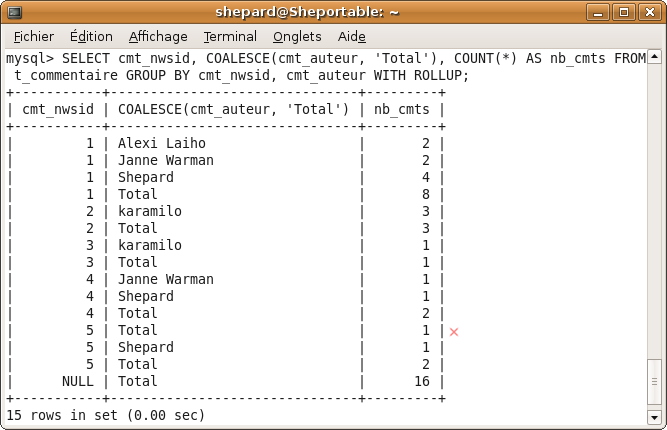 shepard@Sheportable: ~
Fichier Édition Affichage Terminal Onglets Aide
mysql> SELECT cmt_nwsid, COALESCE(cmt_auteur, 'Total'), COUNT(*) AS nb_cmts FROM
 t_commentaire GROUP BY cmt_nwsid, cmt_auteur WITH ROLLUP;
+-----------+-------------------------------+---------+
| cmt_nwsid | COALESCE(cmt_auteur, 'Total') | nb_cmts |
+-----------+-------------------------------+---------+
|         1 | Alexi Laiho                   |       2 |
|         1 | Janne Warman                  |       2 |
|         1 | Shepard                       |       4 |
|         1 | Total                         |       8 |
|         2 | karamilo                      |       3 |
|         2 | Total                         |       3 |
|         3 | karamilo                      |       1 |
|         3 | Total                         |       1 |
|         4 | Janne Warman                  |       1 |
|         4 | Shepard                       |       1 |
|         4 | Total                         |       2 |
|         5 | Total                         |       1 | ×
|         5 | Shepard                       |       1 |
|         5 | Total                         |       2 |
|      NULL | Total                         |      16 |
+-----------+-------------------------------+---------+
15 rows in set (0.00 sec)